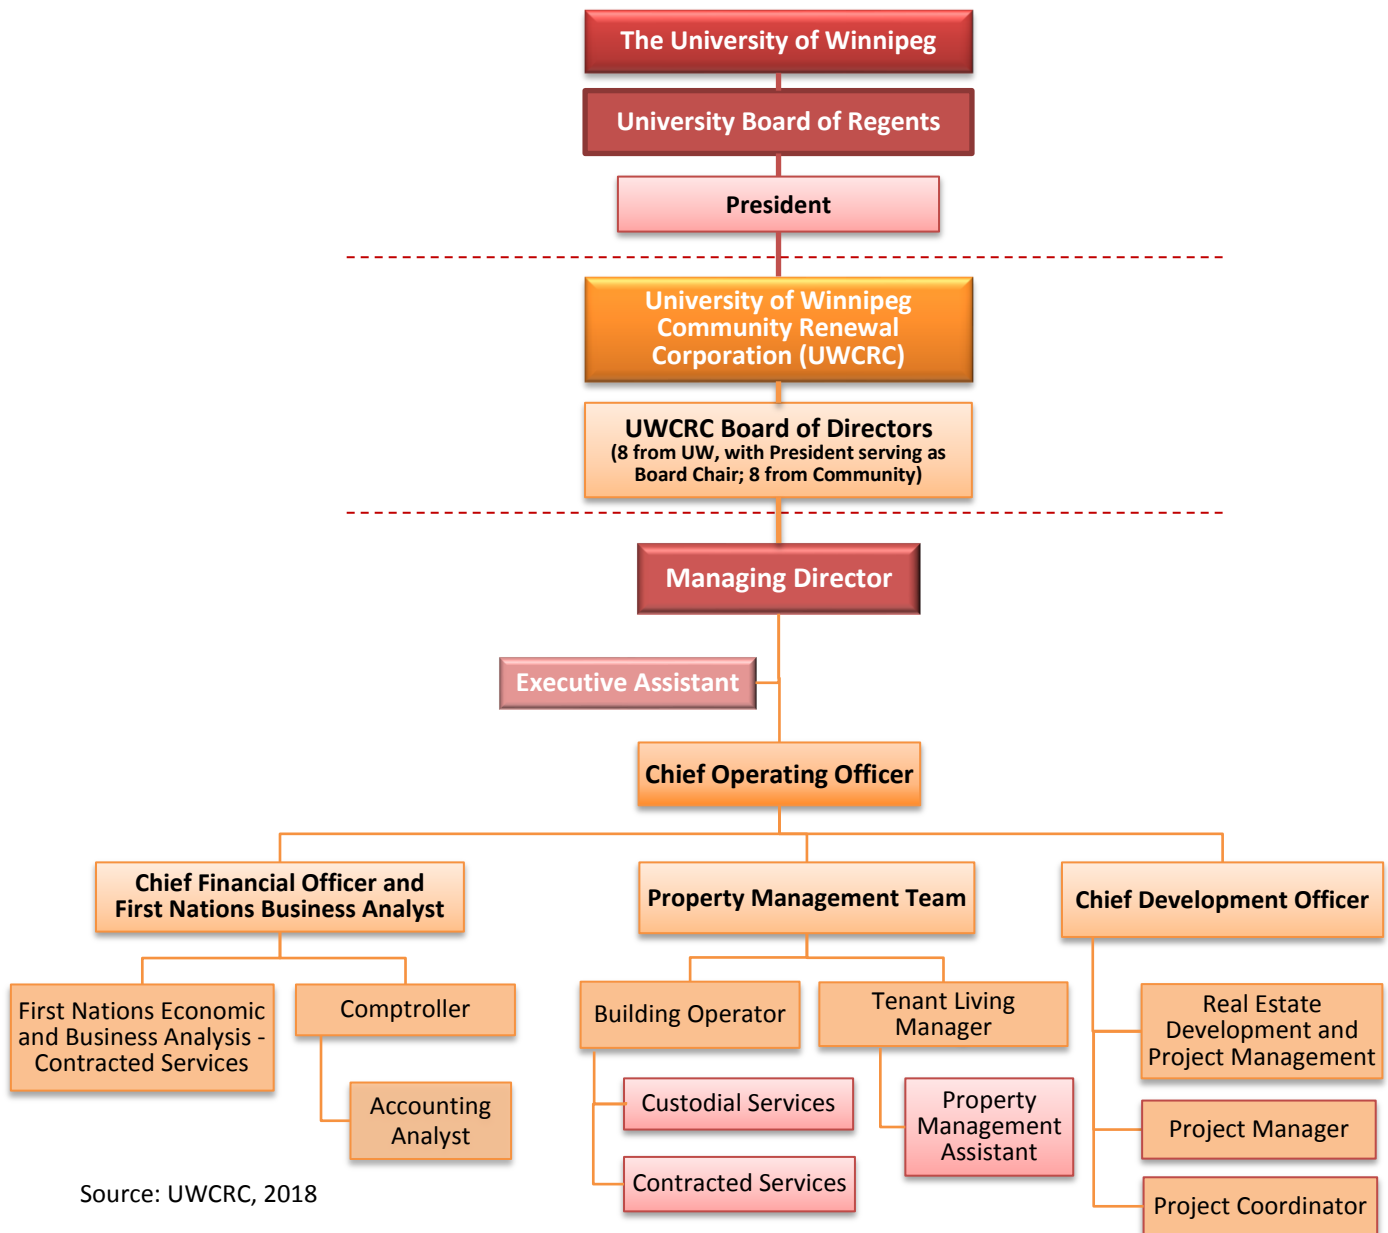 The University of Winnipeg
University Board of Regents
President
University of Winnipeg
Community Renewal
Corporation (UWCRC)
UWCRC Board of Directors
(8 from UW, with President serving as
Board Chair; 8 from Community)
Managing Director
Executive Assistant
Chief Operating Officer
Chief Financial Officer and
First Nations Business Analyst
Property Management Team
Chief Development Officer
First Nations Economic
and Business Analysis -
Contracted Services
Comptroller
Accounting
Analyst
Building Operator
Custodial Services
Contracted Services
Tenant Living
Manager
Property
Management
Assistant
Real Estate
Development and
Project Management
Project Manager
Project Coordinator
Source: UWCRC, 2018